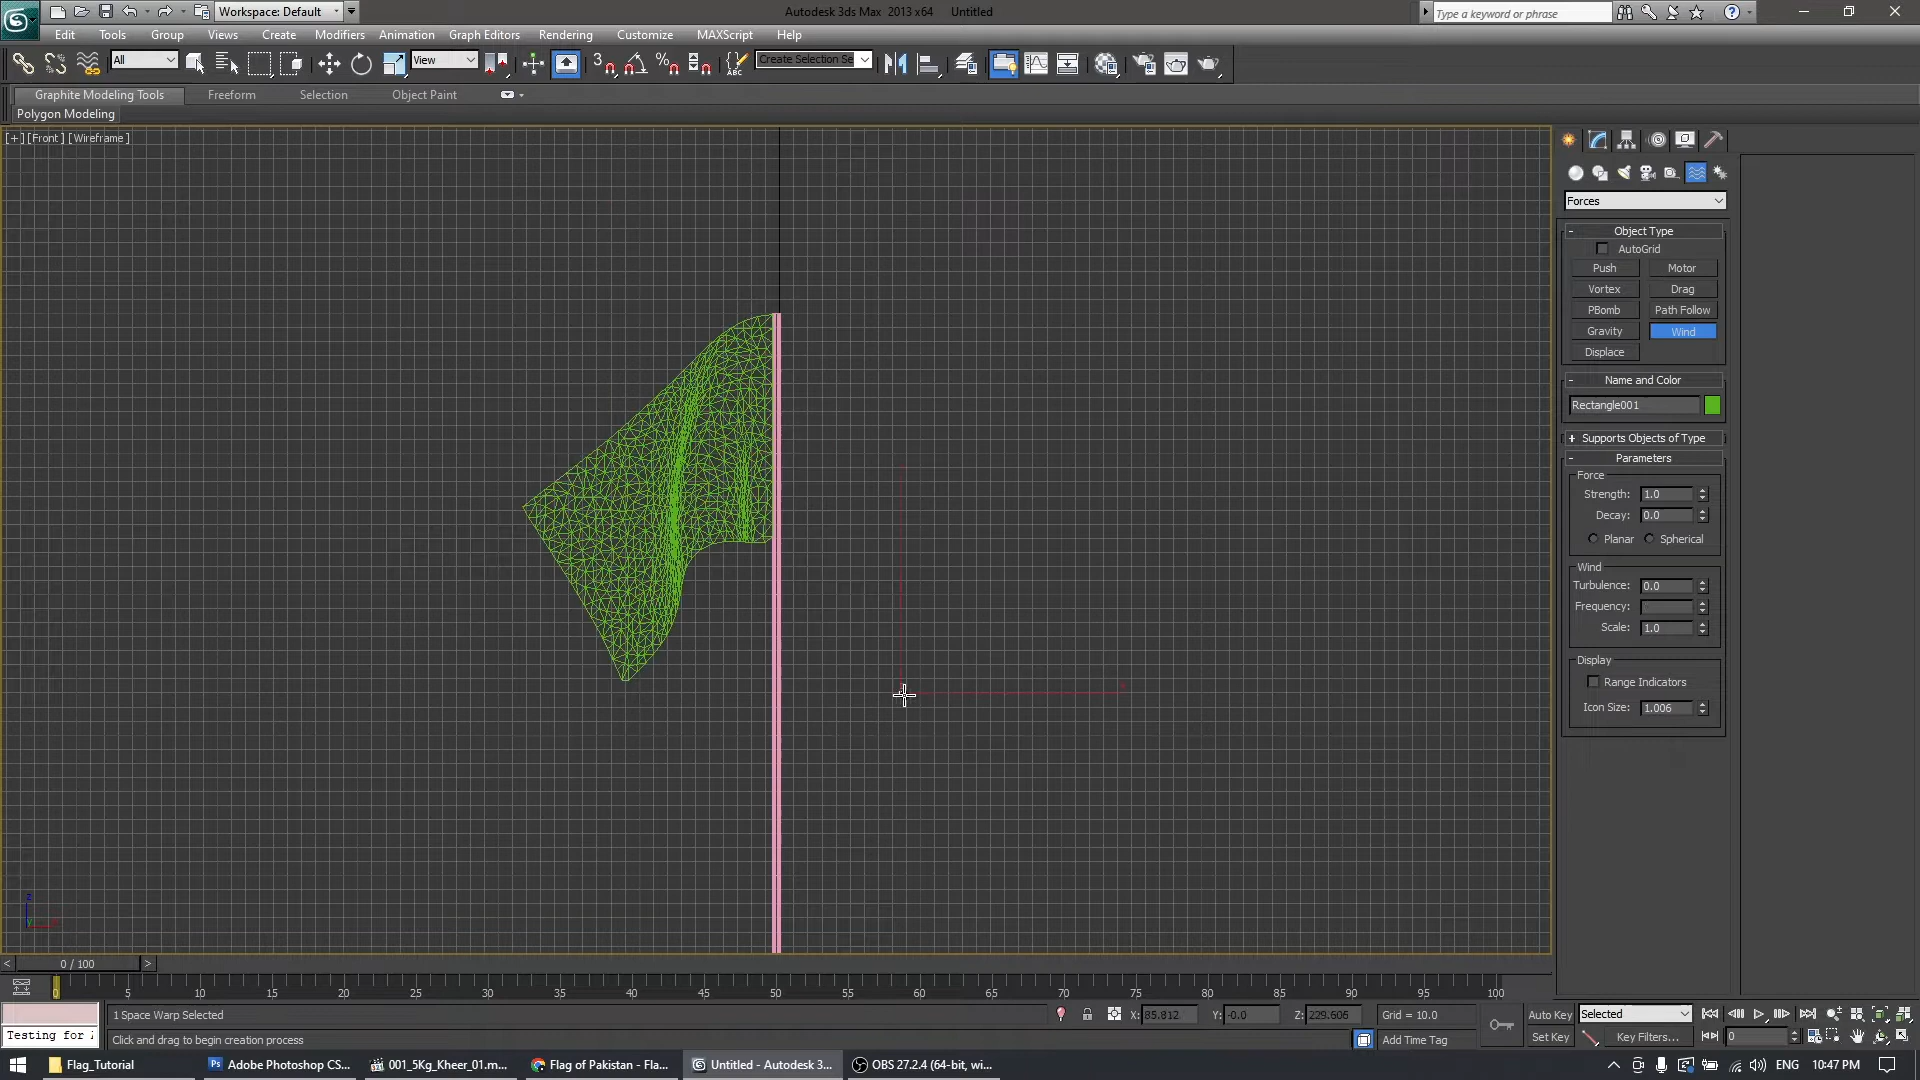 Workspace: Default
Autodesk 3ds Max 2013 x64 Untitled
Type a keyword or phrase
Edit Tools Group Views Create Modifiers Animation Graph Editors Rendering Customize MAXScript Help
All
View
3
Create Selection Se
Graphite Modeling Tools Freeform Selection Object Paint
Polygon Modeling
[+] [Front] [Wireframe]
Forces
Object Type
AutoGrid
Push Motor
Vortex Drag
PBomb Path Follow
Gravity Wind
Displace
Name and Color
Rectangle001
+ Supports Objects of Type
Parameters
Force
Strength: 1.0
Decay: 0.0
Planar Spherical
Wind
Turbulence: 0.0
Frequency:
Scale: 1.0
Display
Range Indicators
Icon Size: 1.006
z
x
< 0 / 100 >
0 5 10 15 20 25 30 35 40 45 50 55 60 65 70 75 80 85 90 95 100
1 Space Warp Selected
X: 85.812 Y: -0.0 Z: 229.606 Grid = 10.0
Auto Key Selected
Testing for
Click and drag to begin creation process
Add Time Tag
Set Key Key Filters... 0
Flag_Tutorial
Adobe Photoshop CS...
001_5Kg_Kheer_01.m...
Flag of Pakistan - Fla...
Untitled - Autodesk 3...
OBS 27.2.4 (64-bit, wi...
ENG 10:47 PM